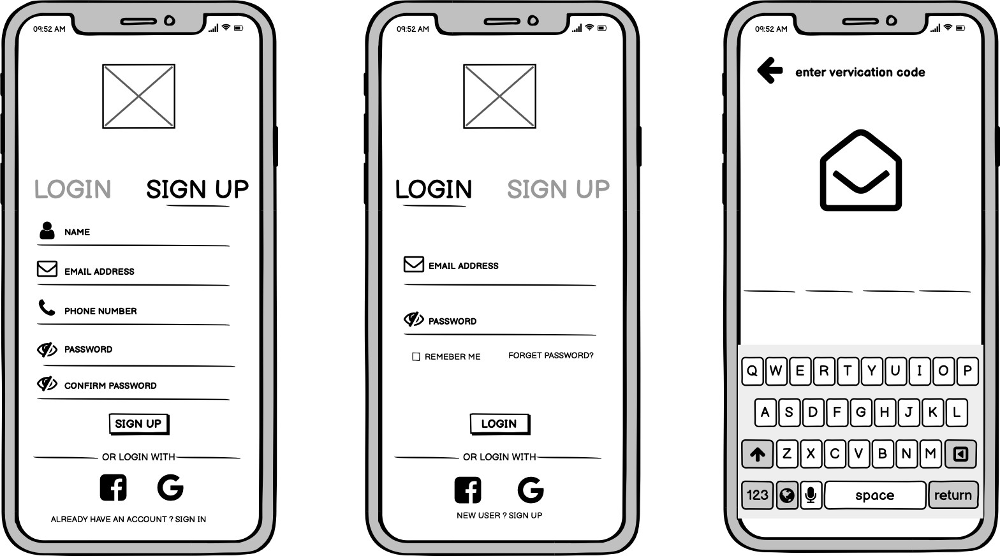 09:52 AM
LOGIN SIGN UP
NAME
EMAIL ADDRESS
PHONE NUMBER
PASSWORD
CONFIRM PASSWORD
SIGN UP
OR LOGIN WITH
ALREADY HAVE AN ACCOUNT ? SIGN IN
09:52 AM
LOGIN SIGN UP
EMAIL ADDRESS
PASSWORD
REMEBER ME FORGET PASSWORD?
LOGIN
OR LOGIN WITH
NEW USER ? SIGN UP
09:52 AM
enter vervication code
Q W E R T Y U I O P
A S D F G H J K L
Z X C V B N M
123 space return